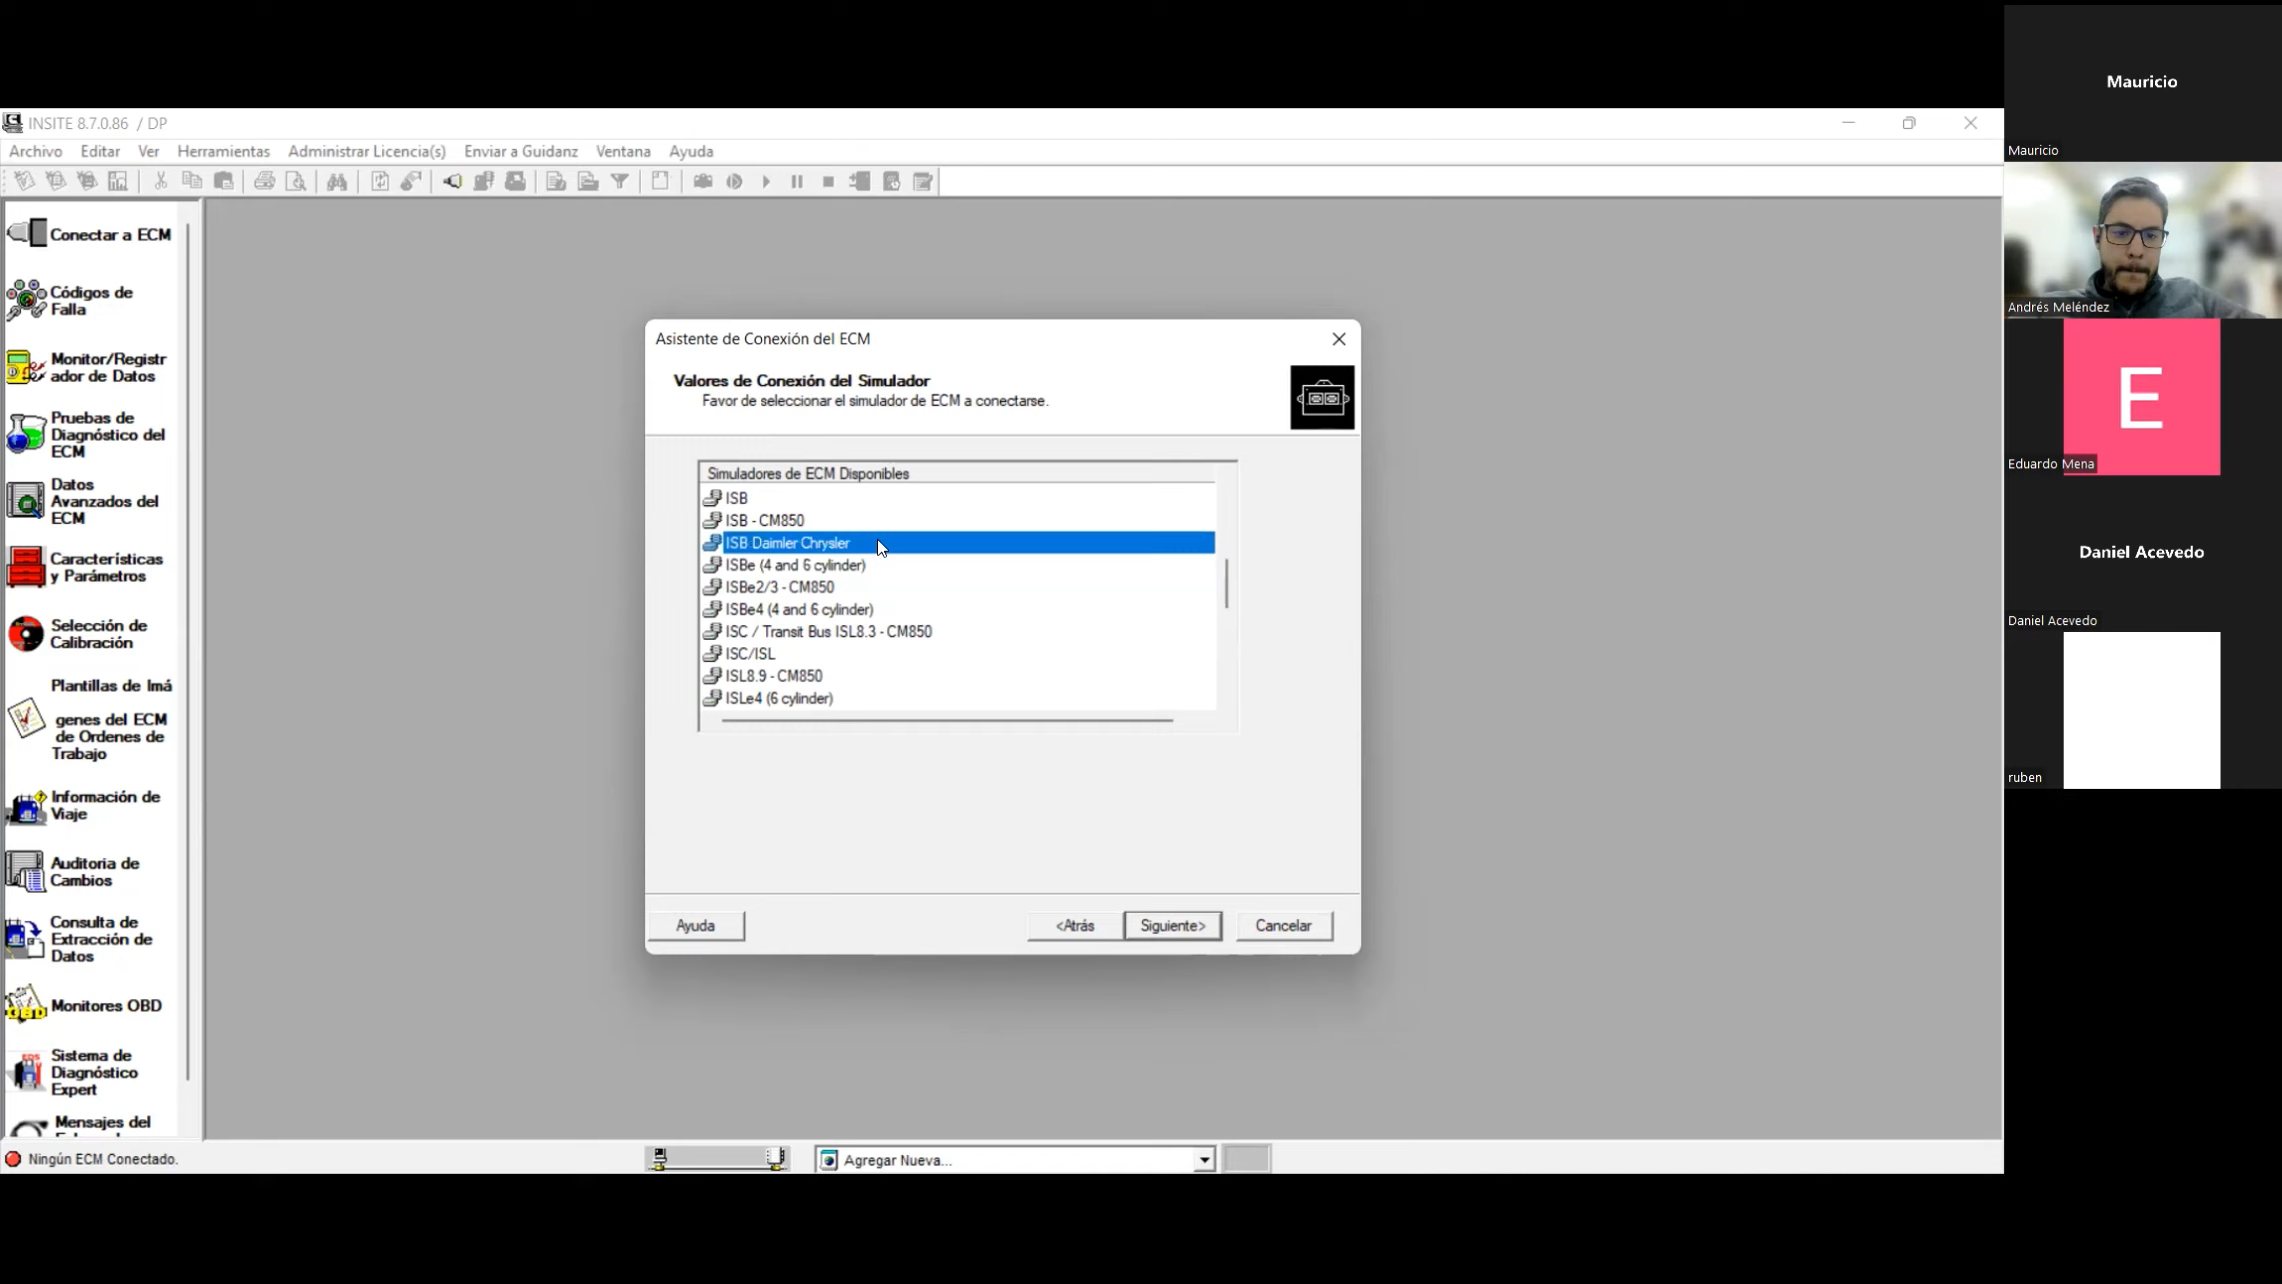 Mauricio
INSITE 8.7.0.86 / DP
Archivo Editar Ver Herramientas Administrar Licencia(s) Enviar a Guidanz Ventana Ayuda
Mauricio
Conectar a ECM
Códigos de
Falla
Monitor/Registr
ador de Datos
Pruebas de
Diagnóstico del
ECM
Datos
Avanzados del
ECM
Características
y Parámetros
Selección de
Calibración
Plantillas de Imá
genes del ECM
de Ordenes de
Trabajo
Información de
Viaje
Auditoria de
Cambios
Consulta de
Extracción de
Datos
OBD
Monitores OBD
EDS
Sistema de
Diagnóstico
Expert
Mensajes del
Asistente de Conexión del ECM
Valores de Conexión del Simulador
Favor de seleccionar el simulador de ECM a conectarse.
Simuladores de ECM Disponibles
ISB
ISB - CM850
ISB Daimler Chrysler
ISBe (4 and 6 cylinder)
ISBe2/3 - CM850
ISBe4 (4 and 6 cylinder)
ISC / Transit Bus ISL8.3 - CM850
ISC/ISL
ISL8.9 - CM850
ISLe4 (6 cylinder)
Ayuda <Atrás Siguiente> Cancelar
Ningún ECM Conectado.
Agregar Nueva...
Andrés Meléndez
E
Eduardo Mena
Daniel Acevedo
Daniel Acevedo
ruben